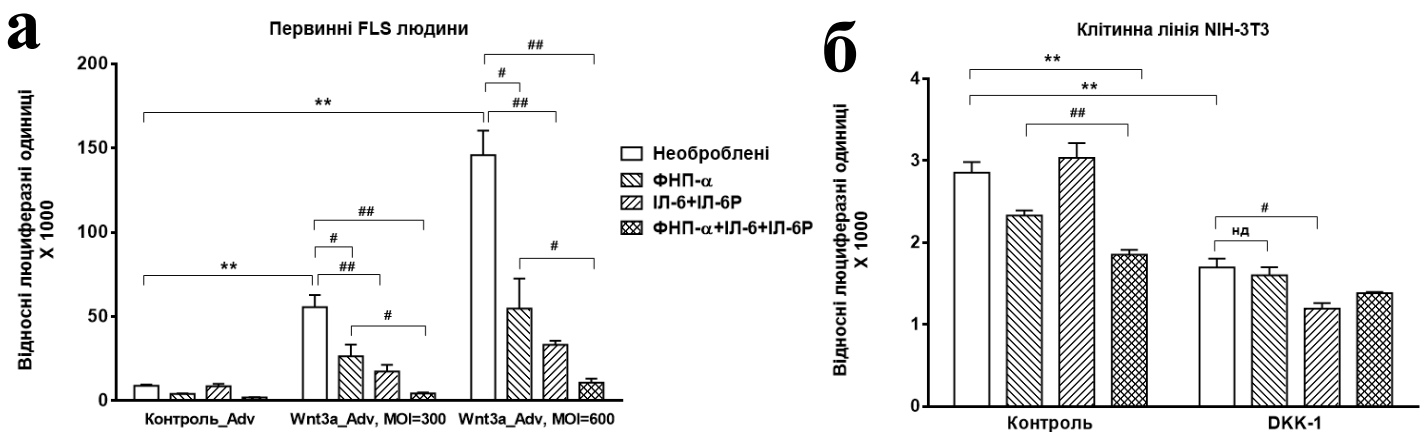 а
Первинні FLS людини
Відносні люциферазні одиниці
X 1000
200
150
100
50
0
**
**
##
#
##
#
##
#
##
#
Контроль_Adv
Wnt3a_Adv, MOI=300
Wnt3a_Adv, MOI=600
Необроблені
ФНП-α
ІЛ-6+ІЛ-6Р
ФНП-α+ІЛ-6+ІЛ-6Р
б
Клітинна лінія NIH-3T3
Відносні люциферазні одиниці
X 1000
4
3
2
1
0
**
**
##
#
нд
Контроль
DKK-1